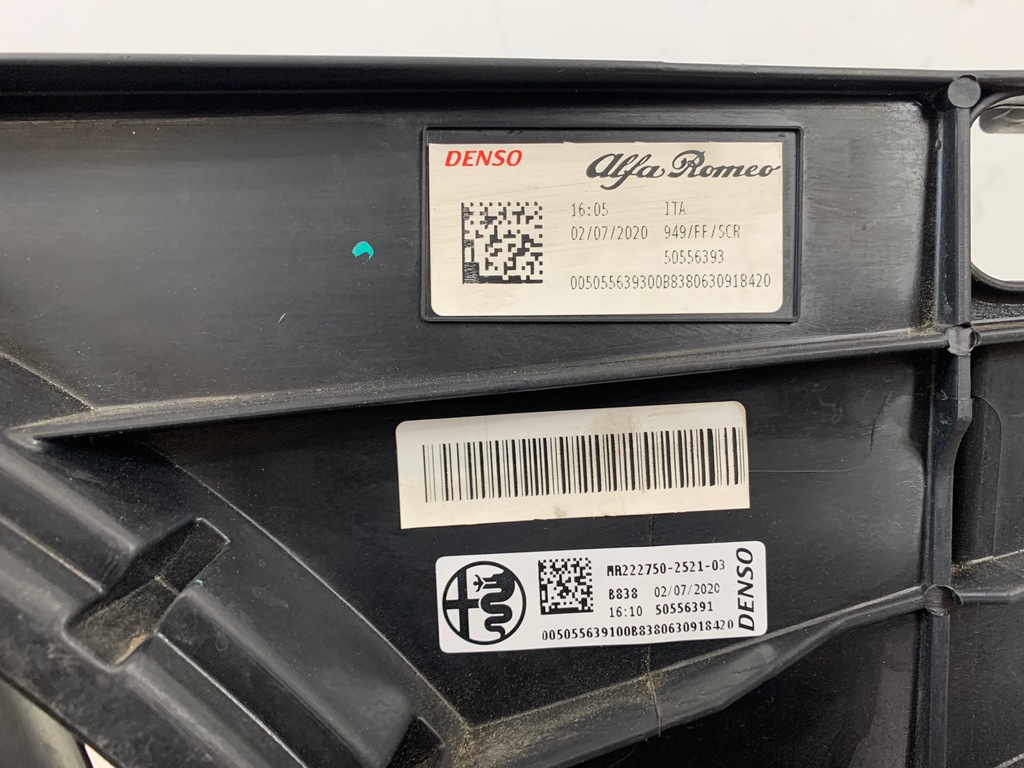 DENSO Alfa Romeo
16:05 ITA
02/07/2020 949/FF/SCR
50556393
005055639300B8380630918420
MR222750-2521-03
B838 02/07/2020
16:10 50556391
005055639100B8380630918420
DENSO